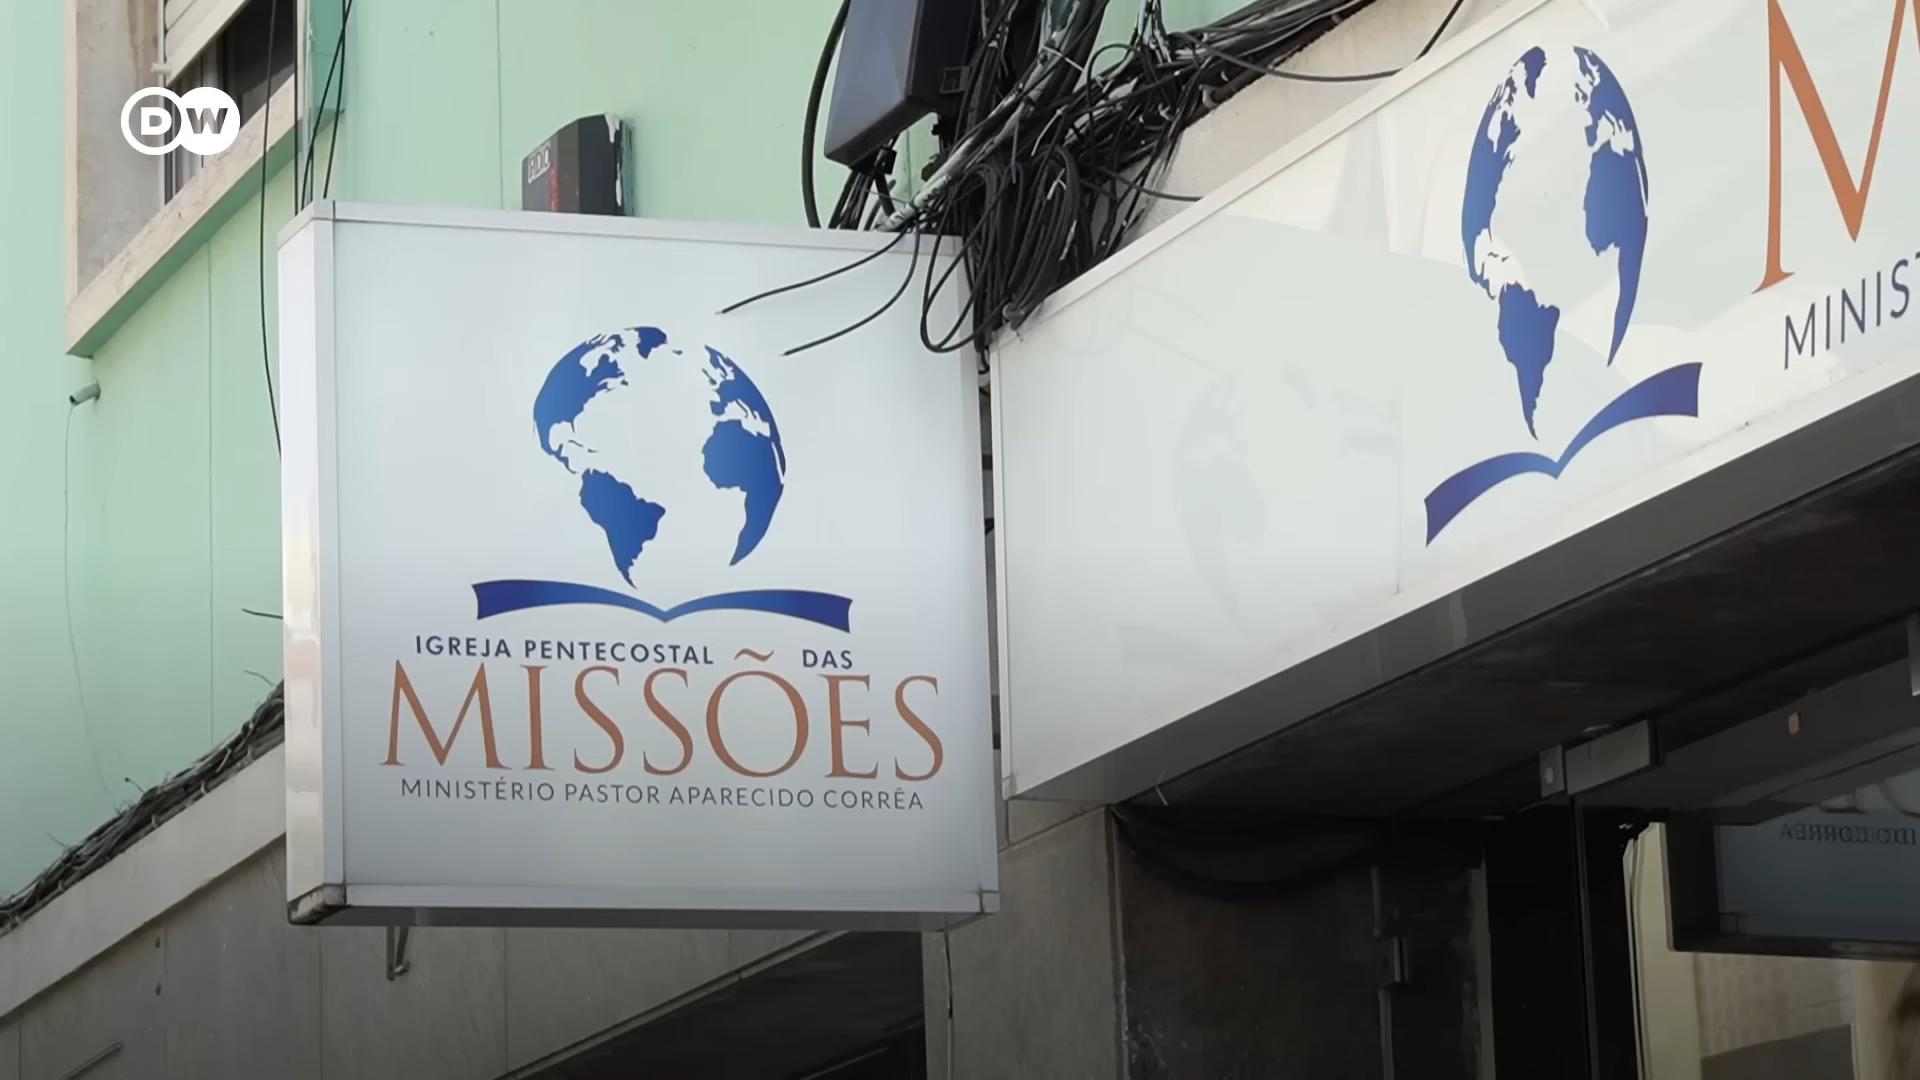 DW
IGREJA PENTECOSTAL DAS
MISSÕES
MINISTÉRIO PASTOR APARECIDO CORRÊA
M
MINIST